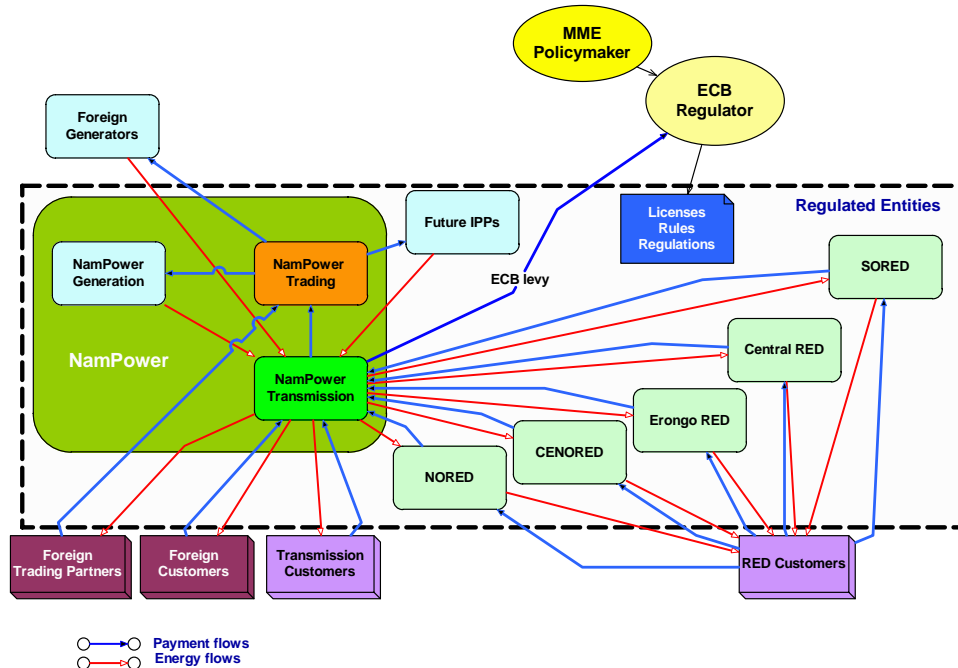 MME
Policymaker
ECB
Regulator
Foreign
Generators
Regulated Entities
Licenses
Rules
Regulations
Future IPPs
NamPower
Generation
NamPower
Trading
SORED
ECB levy
NamPower
NamPower
Transmission
Central RED
Erongo RED
CENORED
NORED
Foreign
Trading Partners
Foreign
Customers
Transmission
Customers
RED Customers
Payment flows
Energy flows